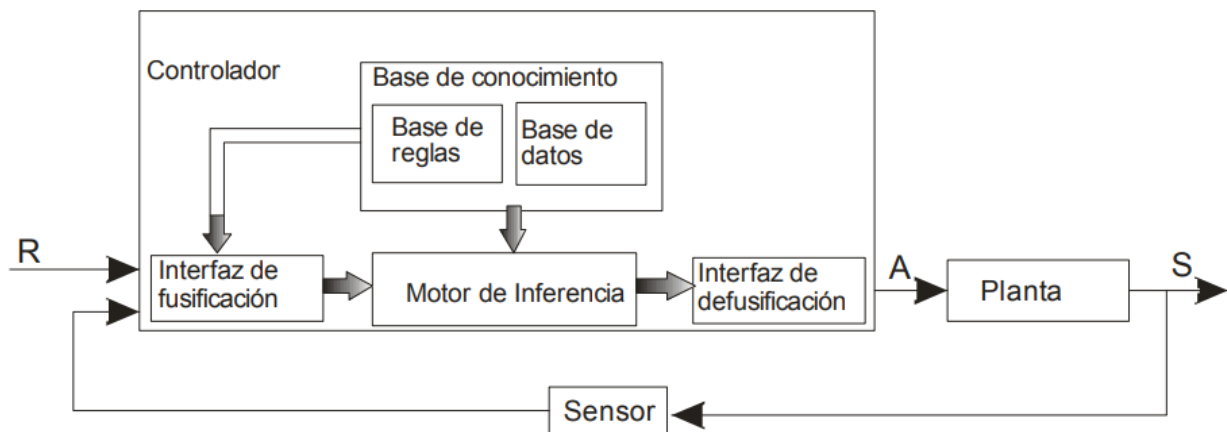 Controlador
Base de conocimiento
Base de
reglas
Base de
datos
R
Interfaz de
fusificación
Motor de Inferencia
Interfaz de
defusificación
A
Planta
S
Sensor